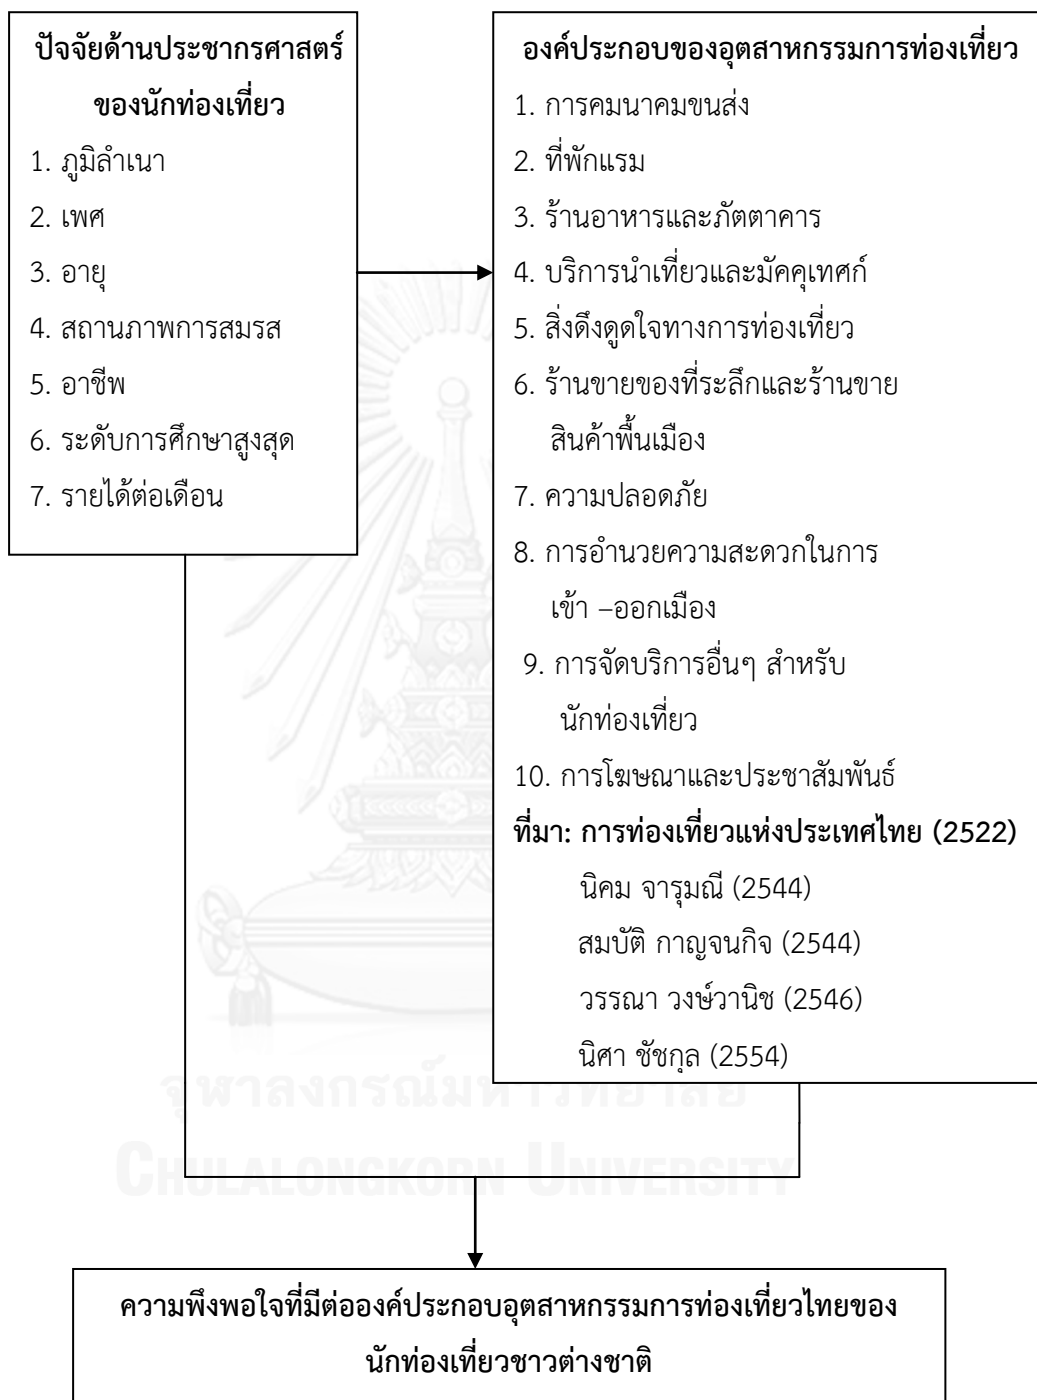 ปัจจัยด้านประชากรศาสตร์
ของนักท่องเที่ยว
1. ภูมิลำเนา
2. เพศ
3. อายุ
4. สถานภาพการสมรส
5. อาชีพ
6. ระดับการศึกษาสูงสุด
7. รายได้ต่อเดือน
องค์ประกอบของอุตสาหกรรมการท่องเที่ยว
1. การคมนาคมขนส่ง
2. ที่พักแรม
3. ร้านอาหารและภัตตาคาร
4. บริการนำเที่ยวและมัคคุเทศก์
5. สิ่งดึงดูดใจทางการท่องเที่ยว
6. ร้านขายของที่ระลึกและร้านขาย
สินค้าพื้นเมือง
7. ความปลอดภัย
8. การอำนวยความสะดวกในการ
เข้า –ออกเมือง
9. การจัดบริการอื่นๆ สำหรับ
นักท่องเที่ยว
10. การโฆษณาและประชาสัมพันธ์
ที่มา: การท่องเที่ยวแห่งประเทศไทย (2522)
นิคม จารุมณี (2544)
สมบัติ กาญจนกิจ (2544)
วรรณา วงษ์วานิช (2546)
นิศา ชัชกุล (2554)
จุฬาลงกรณ์มหาวิทยาลัย
CHULALONGKORN UNIVERSITY
ความพึงพอใจที่มีต่อองค์ประกอบอุตสาหกรรมการท่องเที่ยวไทยของ
นักท่องเที่ยวชาวต่างชาติ